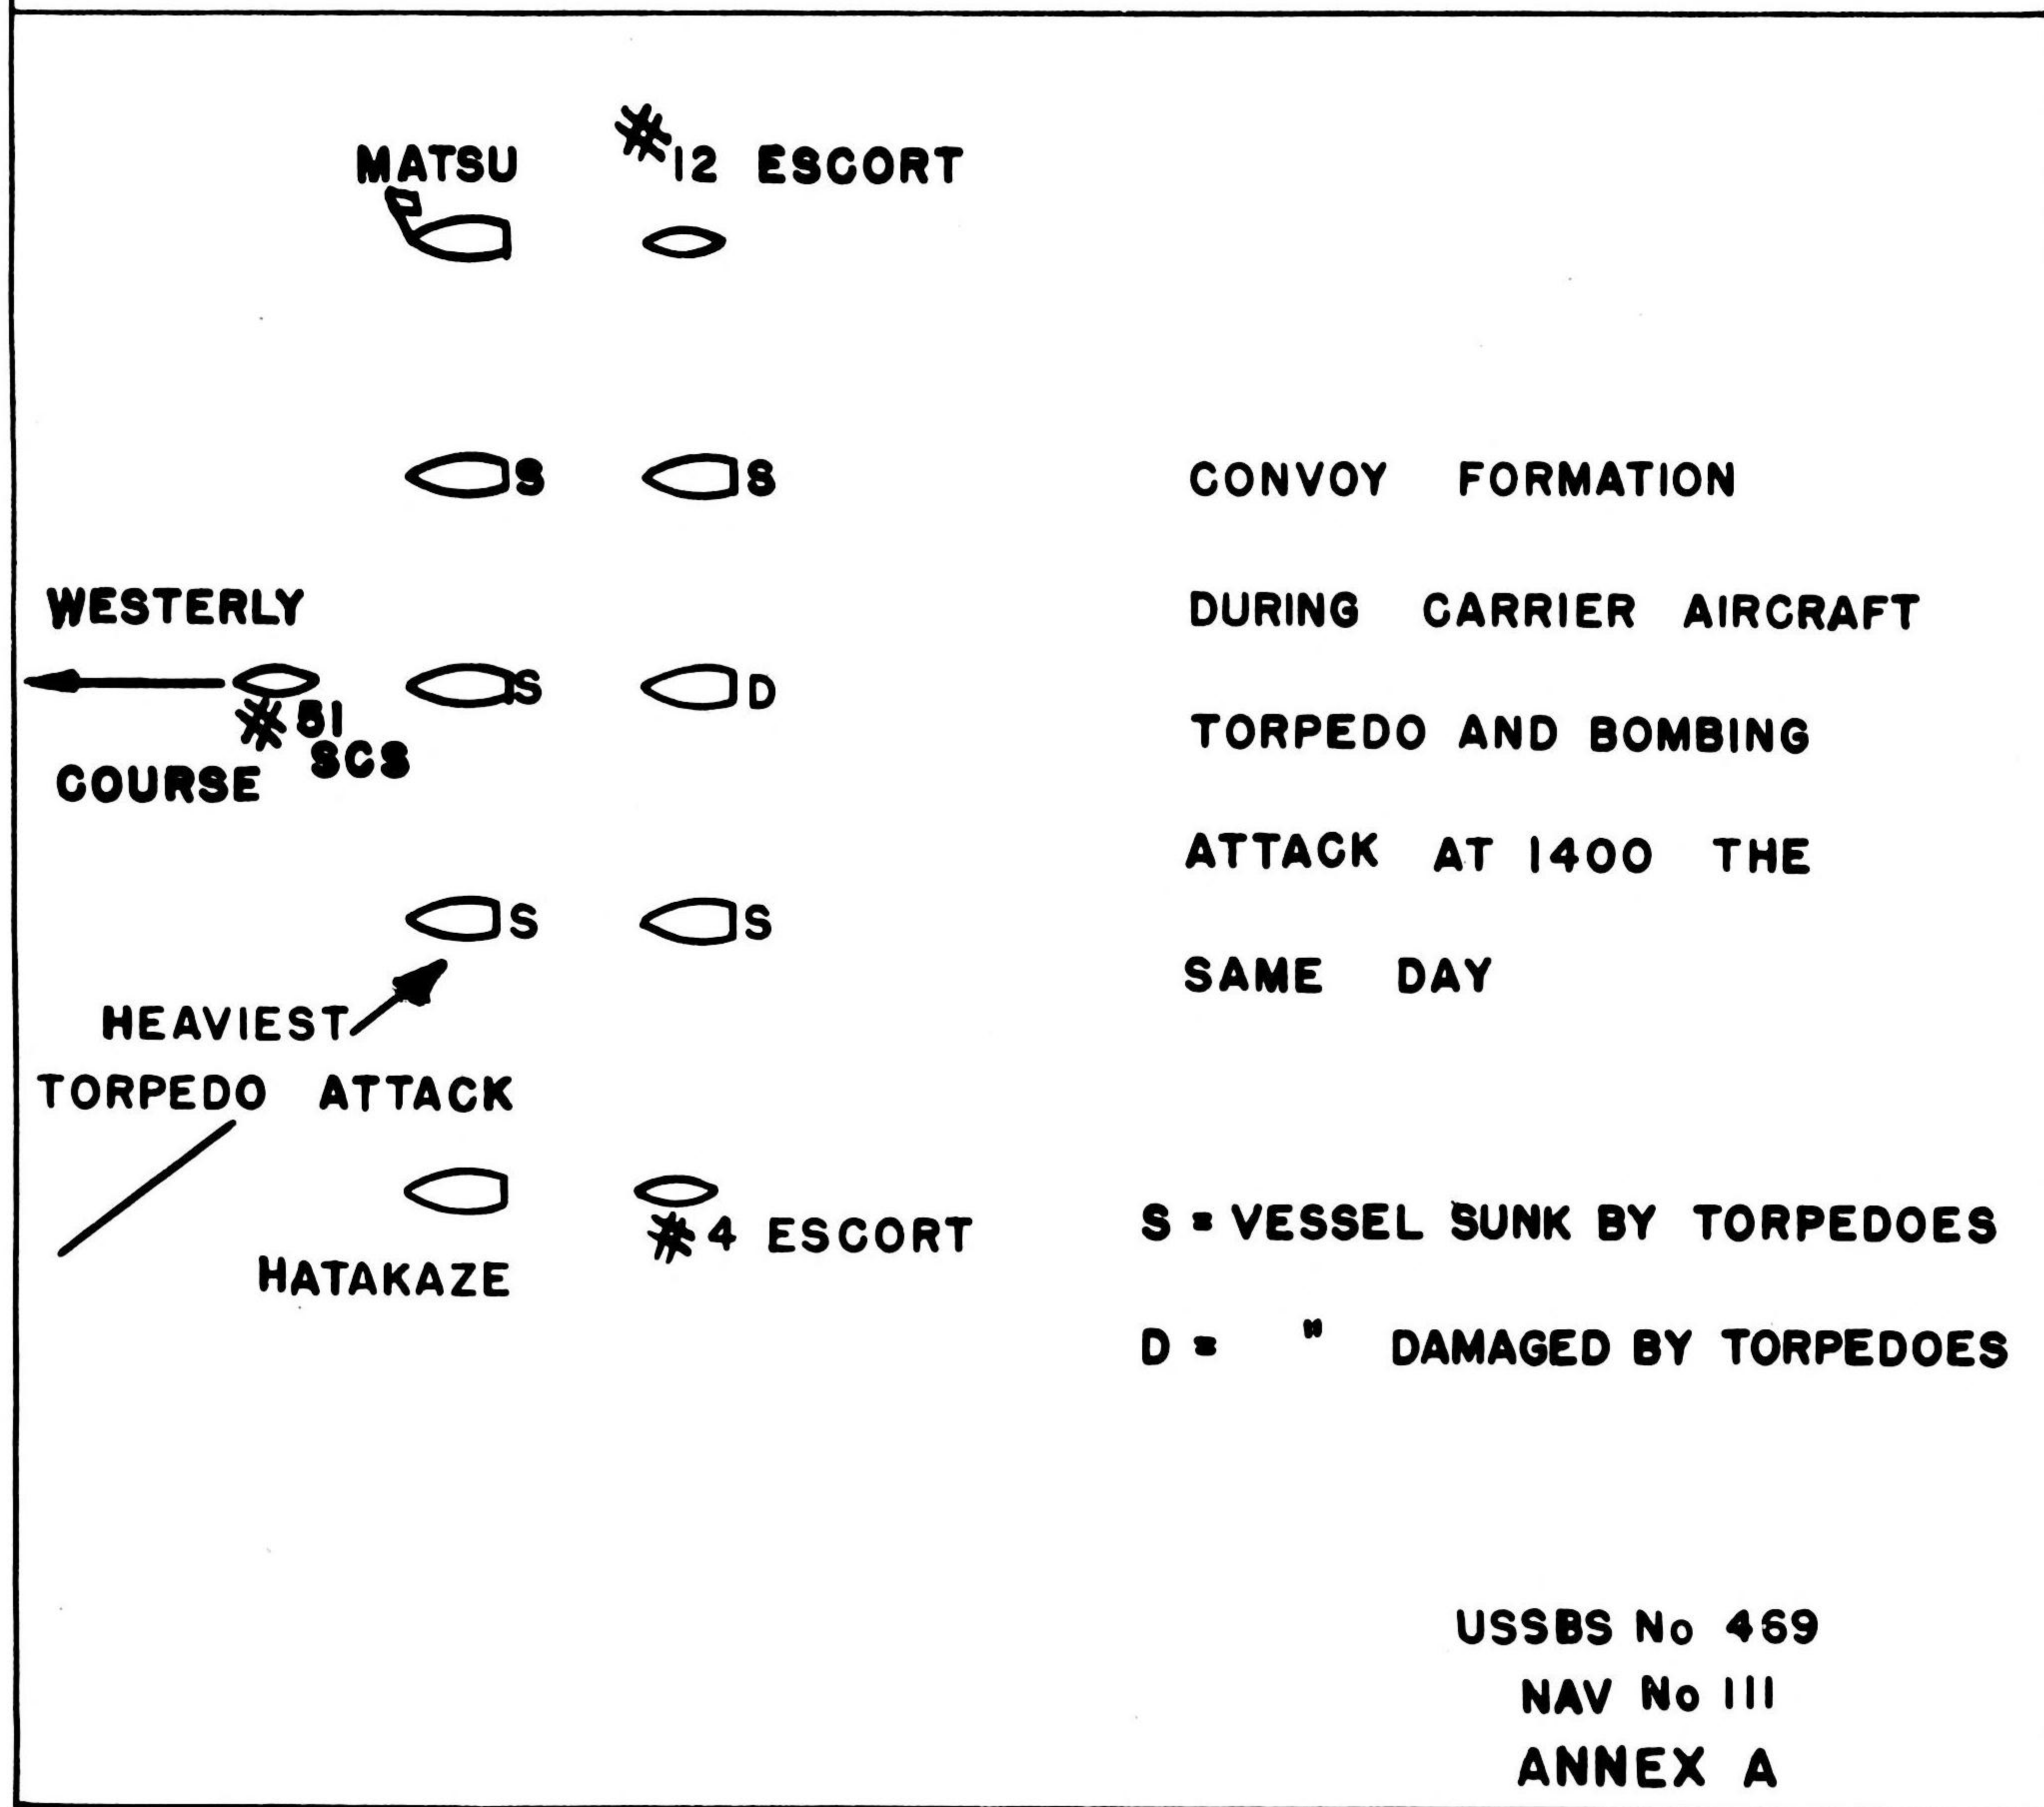 MATSU
#12 ESCORT
S S
WESTERLY
S D
#51
SCS
COURSE
S S
HEAVIEST
TORPEDO ATTACK
#4 ESCORT
HATAKAZE
CONVOY FORMATION
DURING CARRIER AIRCRAFT
TORPEDO AND BOMBING
ATTACK AT 1400 THE
SAME DAY
S = VESSEL SUNK BY TORPEDOES
D = " DAMAGED BY TORPEDOES
USSBS No 469
NAV No 111
ANNEX A